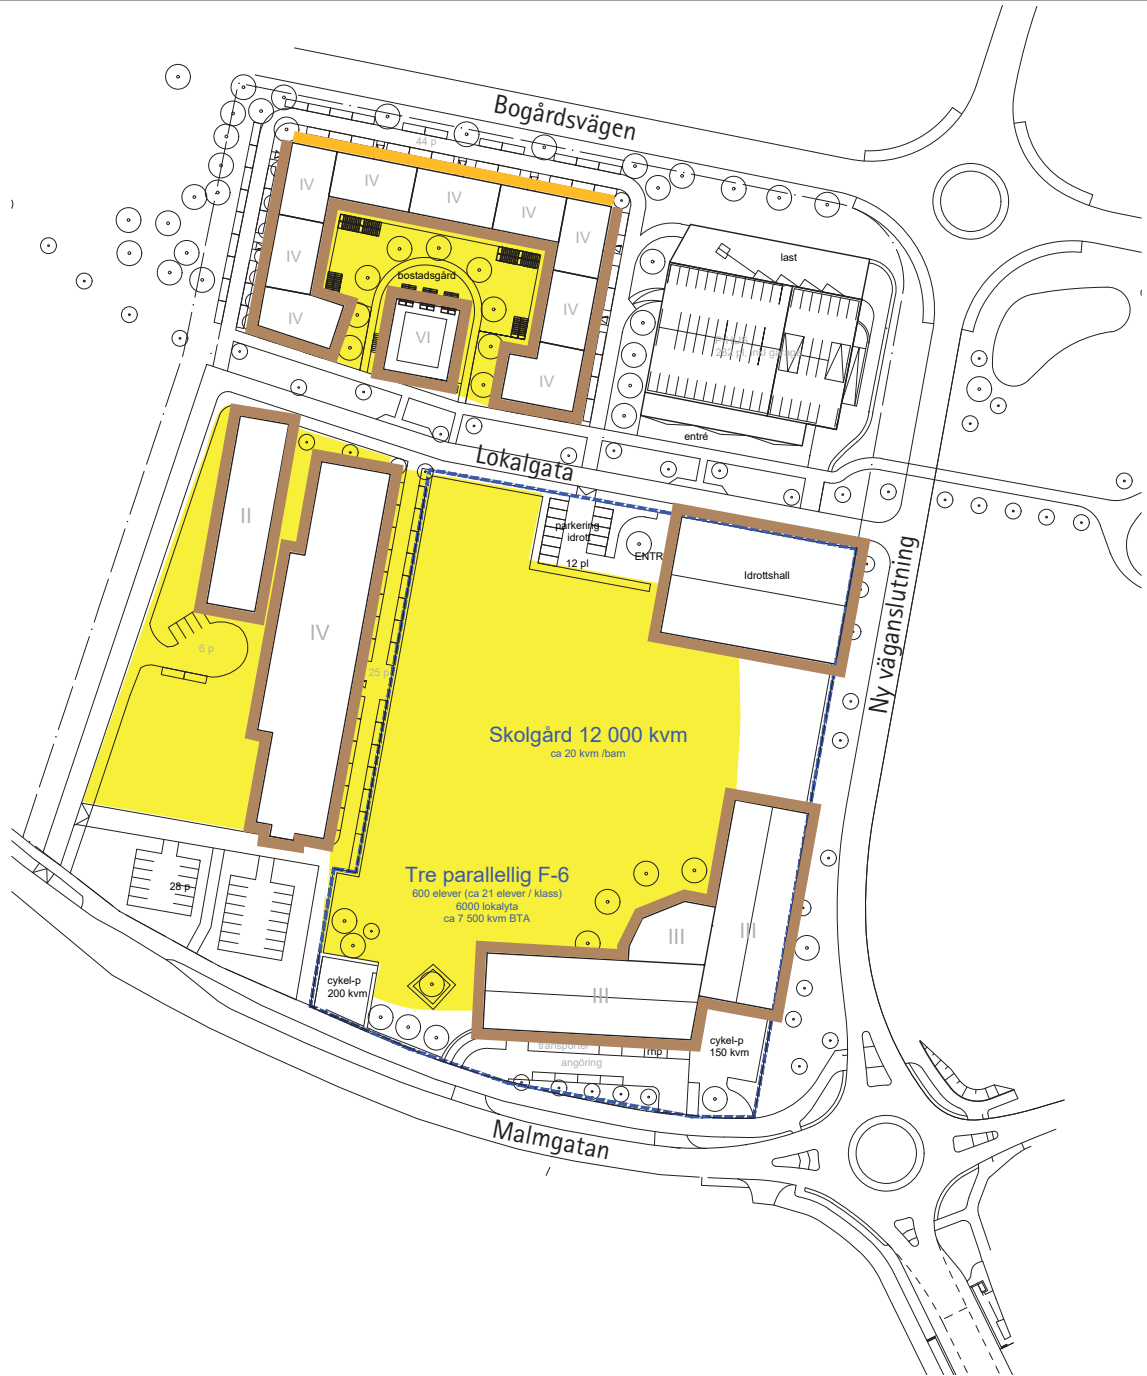 Bogårdsvägen
44 p
IV
IV
IV
IV
IV
IV
IV
IV
IV
bostadsgård
VI
last
entré
Lokalgata
II
IV
6 p
25 p
parkering
idrott
12 pl
ENTR
Idrottshall
Ny väganslutning
Skolgård 12 000 kvm
ca 20 kvm /barn
Tre parallellig F-6
600 elever (ca 21 elever / klass)
6000 lokalyta
ca 7 500 kvm BTA
III
III
III
28 p
cykel-p
200 kvm
cykel-p
150 kvm
transporter
rhp
angöring
Malmgatan